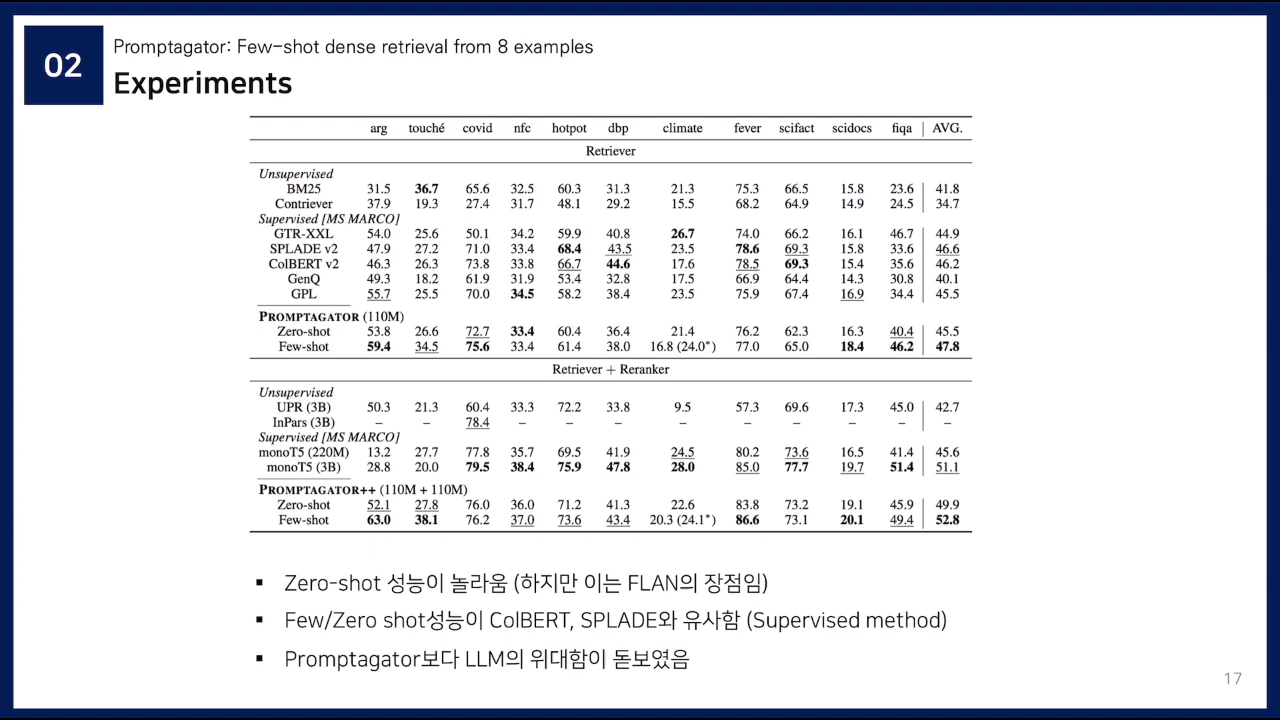 02
Promptagator: Few-shot dense retrieval from 8 examples
Experiments
arg touché covid nfc hotpot dbp climate fever scifact scidocs fiqa AVG.
Retriever
Unsupervised
BM25 31.5 36.7 65.6 32.5 60.3 31.3 21.3 75.3 66.5 15.8 23.6 41.8
Contriever 37.9 19.3 27.4 31.7 48.1 29.2 15.5 68.2 64.9 14.9 24.5 34.7
Supervised [MS MARCO]
GTR-XXL 54.0 25.6 50.1 34.2 59.9 40.8 26.7 74.0 66.2 16.1 46.7 44.9
SPLADE v2 47.9 27.2 71.0 33.4 68.4 43.5 23.5 78.6 69.3 15.8 33.6 46.6
ColBERT v2 46.3 26.3 73.8 33.8 66.7 44.6 17.6 78.5 69.3 15.4 35.6 46.2
GenQ 49.3 18.2 61.9 31.9 53.4 32.8 17.5 66.9 64.4 14.3 30.8 40.1
GPL 55.7 25.5 70.0 34.5 58.2 38.4 23.5 75.9 67.4 16.9 34.4 45.5
PROMPTAGATOR (110M)
Zero-shot 53.8 26.6 72.7 33.4 60.4 36.4 21.4 76.2 62.3 16.3 40.4 45.5
Few-shot 59.4 34.5 75.6 33.4 61.4 38.0 16.8 (24.0*) 77.0 65.0 18.4 46.2 47.8
Retriever + Reranker
Unsupervised
UPR (3B) 50.3 21.3 60.4 33.3 72.2 33.8 9.5 57.3 69.6 17.3 45.0 42.7
InPars (3B) – – 78.4 – – – – – – – – –
Supervised [MS MARCO]
monoT5 (220M) 13.2 27.7 77.8 35.7 69.5 41.9 24.5 80.2 73.6 16.5 41.4 45.6
monoT5 (3B) 28.8 20.0 79.5 38.4 75.9 47.8 28.0 85.0 77.7 19.7 51.4 51.1
PROMPTAGATOR++ (110M + 110M)
Zero-shot 52.1 27.8 76.0 36.0 71.2 41.3 22.6 83.8 73.2 19.1 45.9 49.9
Few-shot 63.0 38.1 76.2 37.0 73.6 43.4 20.3 (24.1*) 86.6 73.1 20.1 49.4 52.8
▪ Zero-shot 성능이 놀라움 (하지만 이는 FLAN의 장점임)
▪ Few/Zero shot성능이 ColBERT, SPLADE와 유사함 (Supervised method)
▪ Promptagator보다 LLM의 위대함이 돋보였음
17